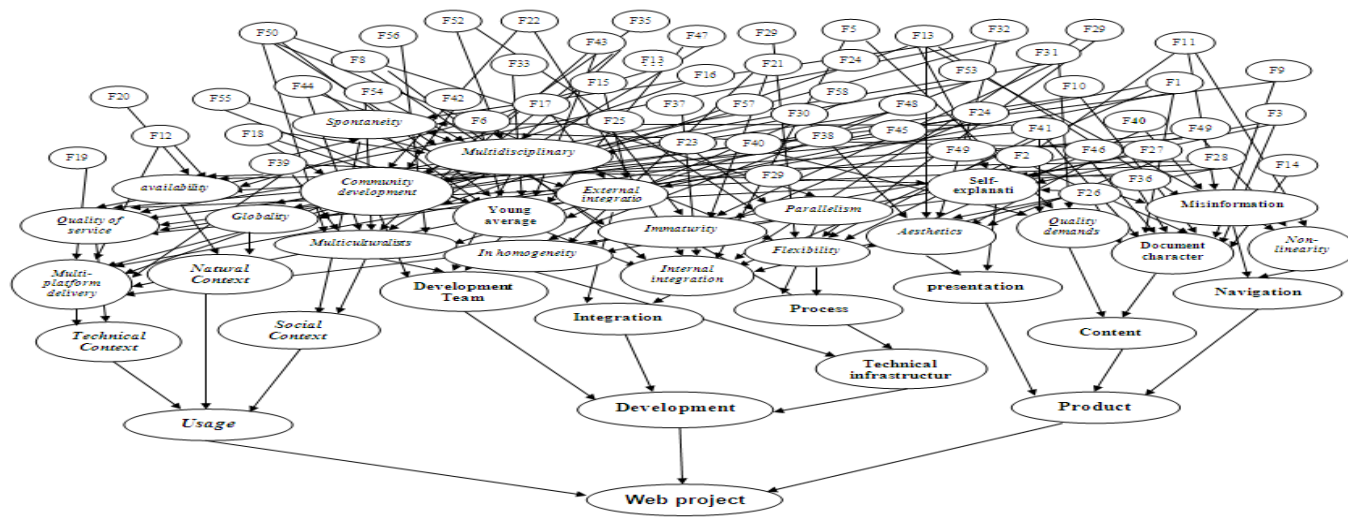 F52
F22
F35
F5
F13
F32
F29
F50
F56
F43
F47
F29
F11
F8
F33
F13
F21
F24
F31
F53
F9
F44
F54
F42
F17
F15
F16
F58
F10
F1
F20
F55
F6
F25
F37
F57
F30
F48
F24
F3
Spontaneity
F12
F18
F23
F40
F38
F45
F41
F40
F49
F19
F39
Multidisciplinary
F29
F49
F2
F46
F27
F28
F14
availability
Community
development
External
integratio
Self-
explanati
F26
F36
Quality of
service
Globality
Young
average
Immaturity
Parallelism
Aesthetics
Quality
demands
Misinformation
Multiculturalists
In homogeneity
Flexibility
Document
character
Non-
linearity
Multi-
platform
delivery
Natural
Context
Development
Team
Internal
integration
presentation
Navigation
Technical
Context
Social
Context
Integration
Process
Content
Technical
infrastructur
Usage
Development
Product
Web project